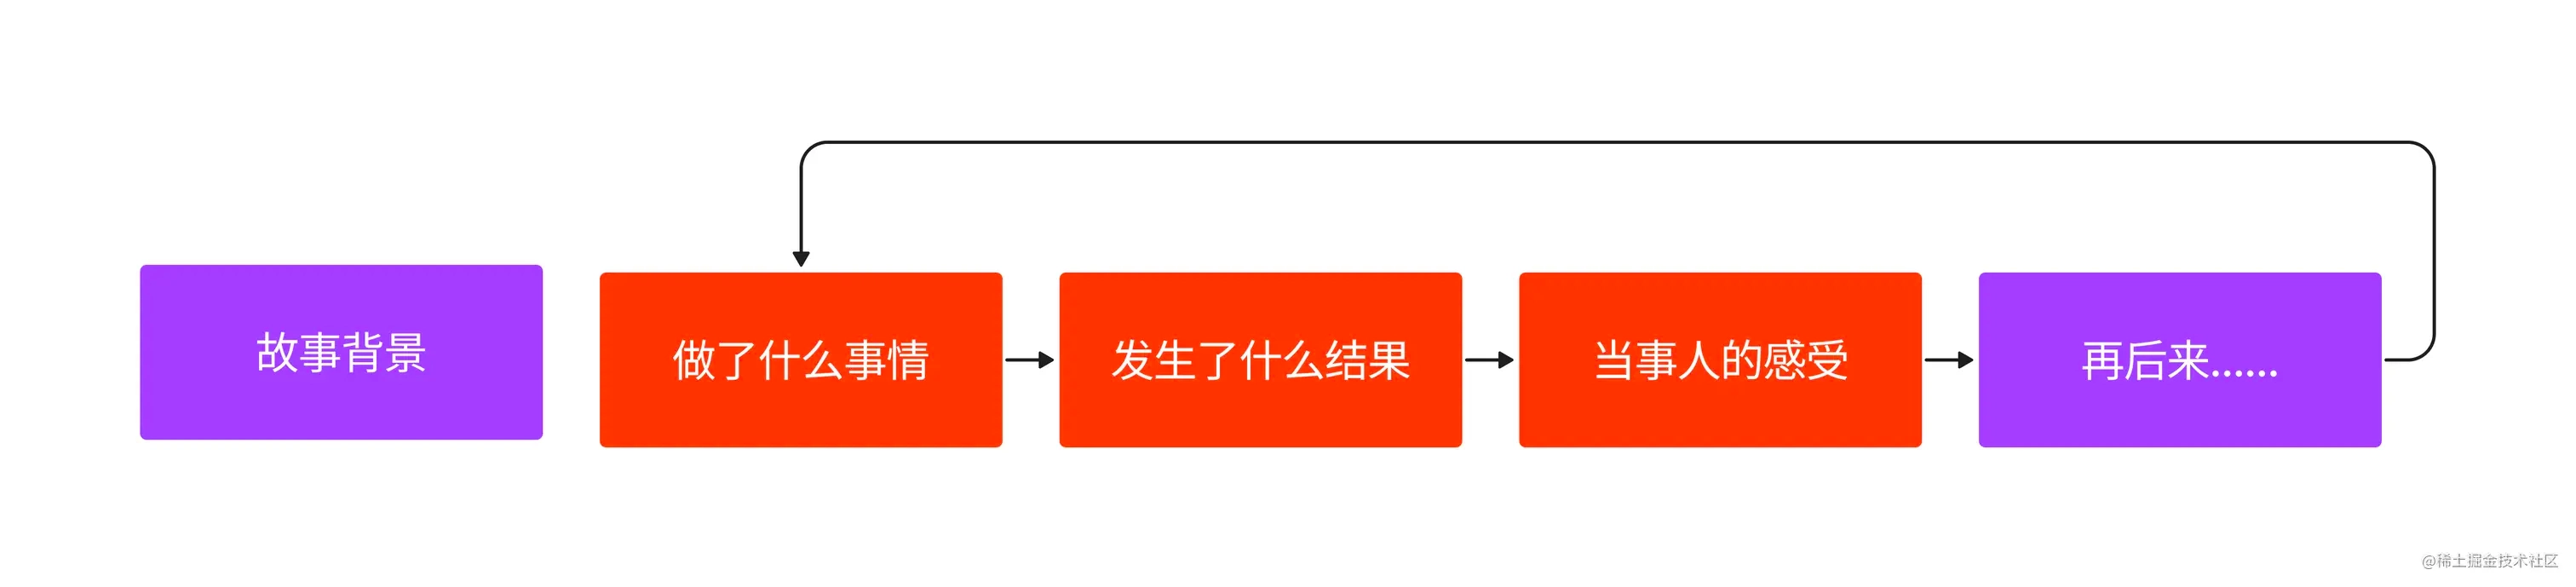 故事背景
做了什么事情
发生了什么结果
当事人的感受
再后来......
@稀土掘金技术社区